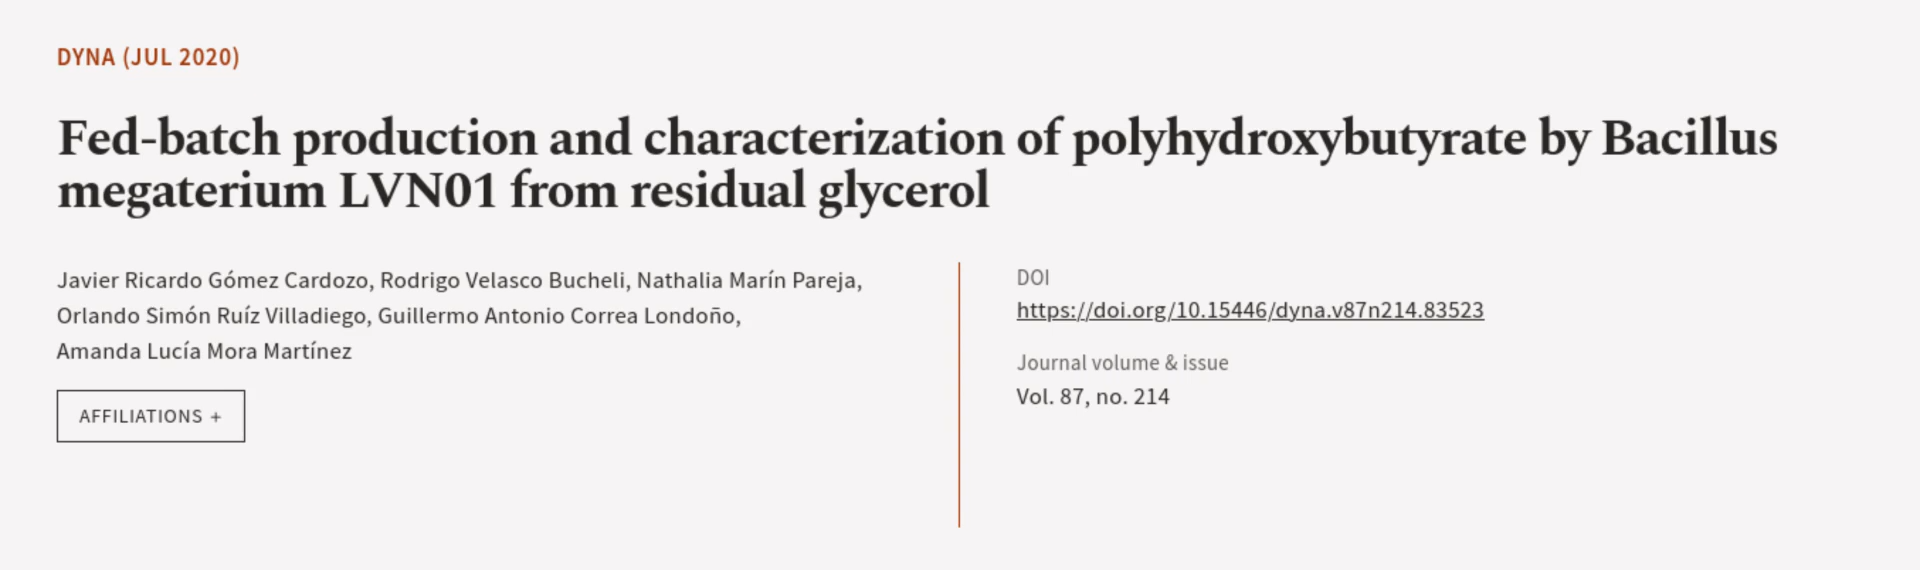 DYNA (JUL 2020)
Fed-batch production and characterization of polyhydroxybutyrate by Bacillus
megaterium LVN01 from residual glycerol
Javier Ricardo Gómez Cardozo, Rodrigo Velasco Bucheli, Nathalia Marín Pareja,
Orlando Simón Ruíz Villadiego, Guillermo Antonio Correa Londoño,
Amanda Lucía Mora Martínez
AFFILIATIONS +
DOI
https://doi.org/10.15446/dyna.v87n214.83523
Journal volume & issue
Vol. 87, no. 214